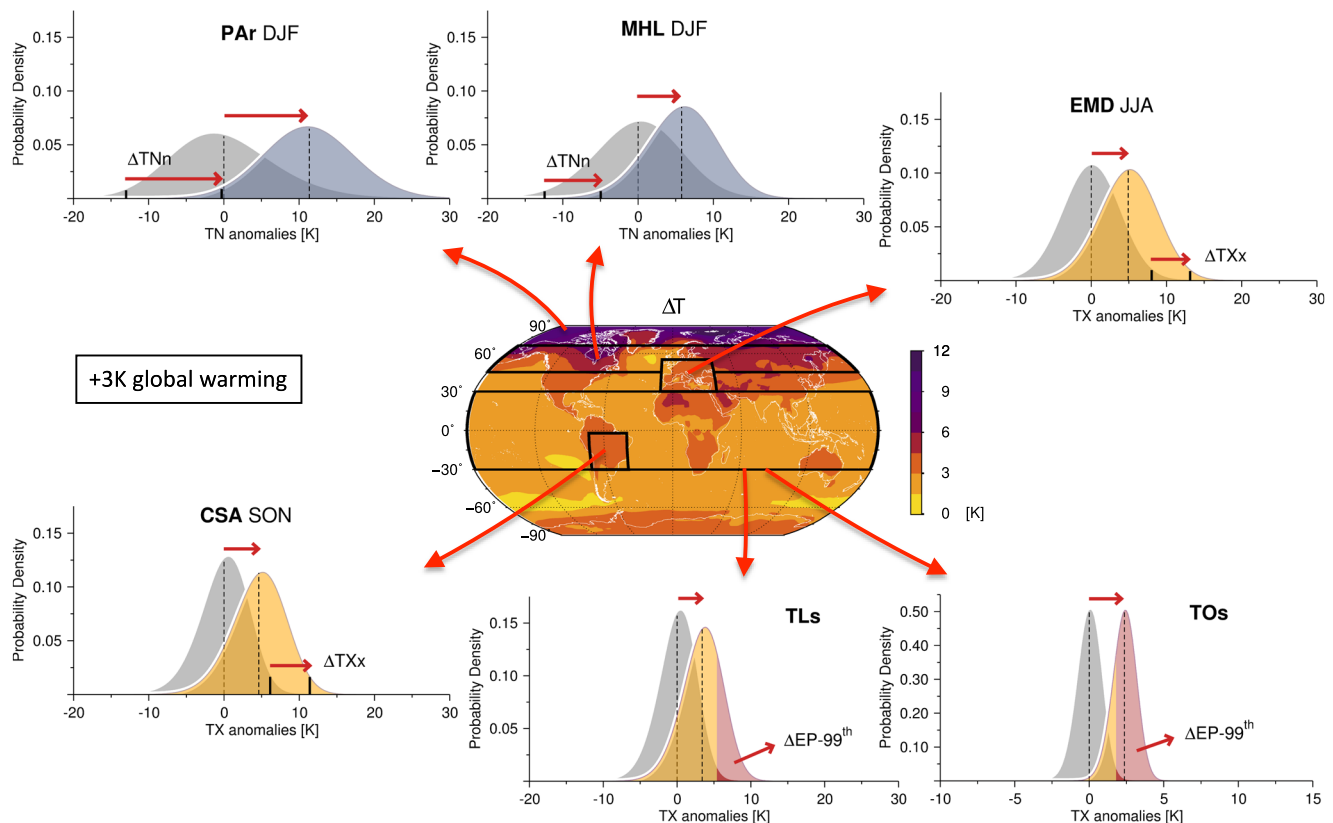 PAr DJF
Probability Density
0.15
0.10
0.05
ΔTNn
-20 -10 0 10 20 30
TN anomalies [K]
MHL DJF
Probability Density
0.15
0.10
0.05
ΔTNn
-20 -10 0 10 20 30
TN anomalies [K]
EMD JJA
Probability Density
0.15
0.10
0.05
ΔTXx
-20 -10 0 10 20 30
TX anomalies [K]
+3K global warming
ΔT
90°
60°
30°
0°
−30°
−60°
−90°
12
9
6
3
0 [K]
CSA SON
Probability Density
0.15
0.10
0.05
ΔTXx
-20 -10 0 10 20 30
TX anomalies [K]
TLs
Probability Density
0.15
0.10
0.05
ΔEP-99th
-20 -10 0 10 20 30
TX anomalies [K]
TOs
Probability Density
0.50
0.40
0.30
0.20
0.10
ΔEP-99th
-10 -5 0 5 10 15
TX anomalies [K]